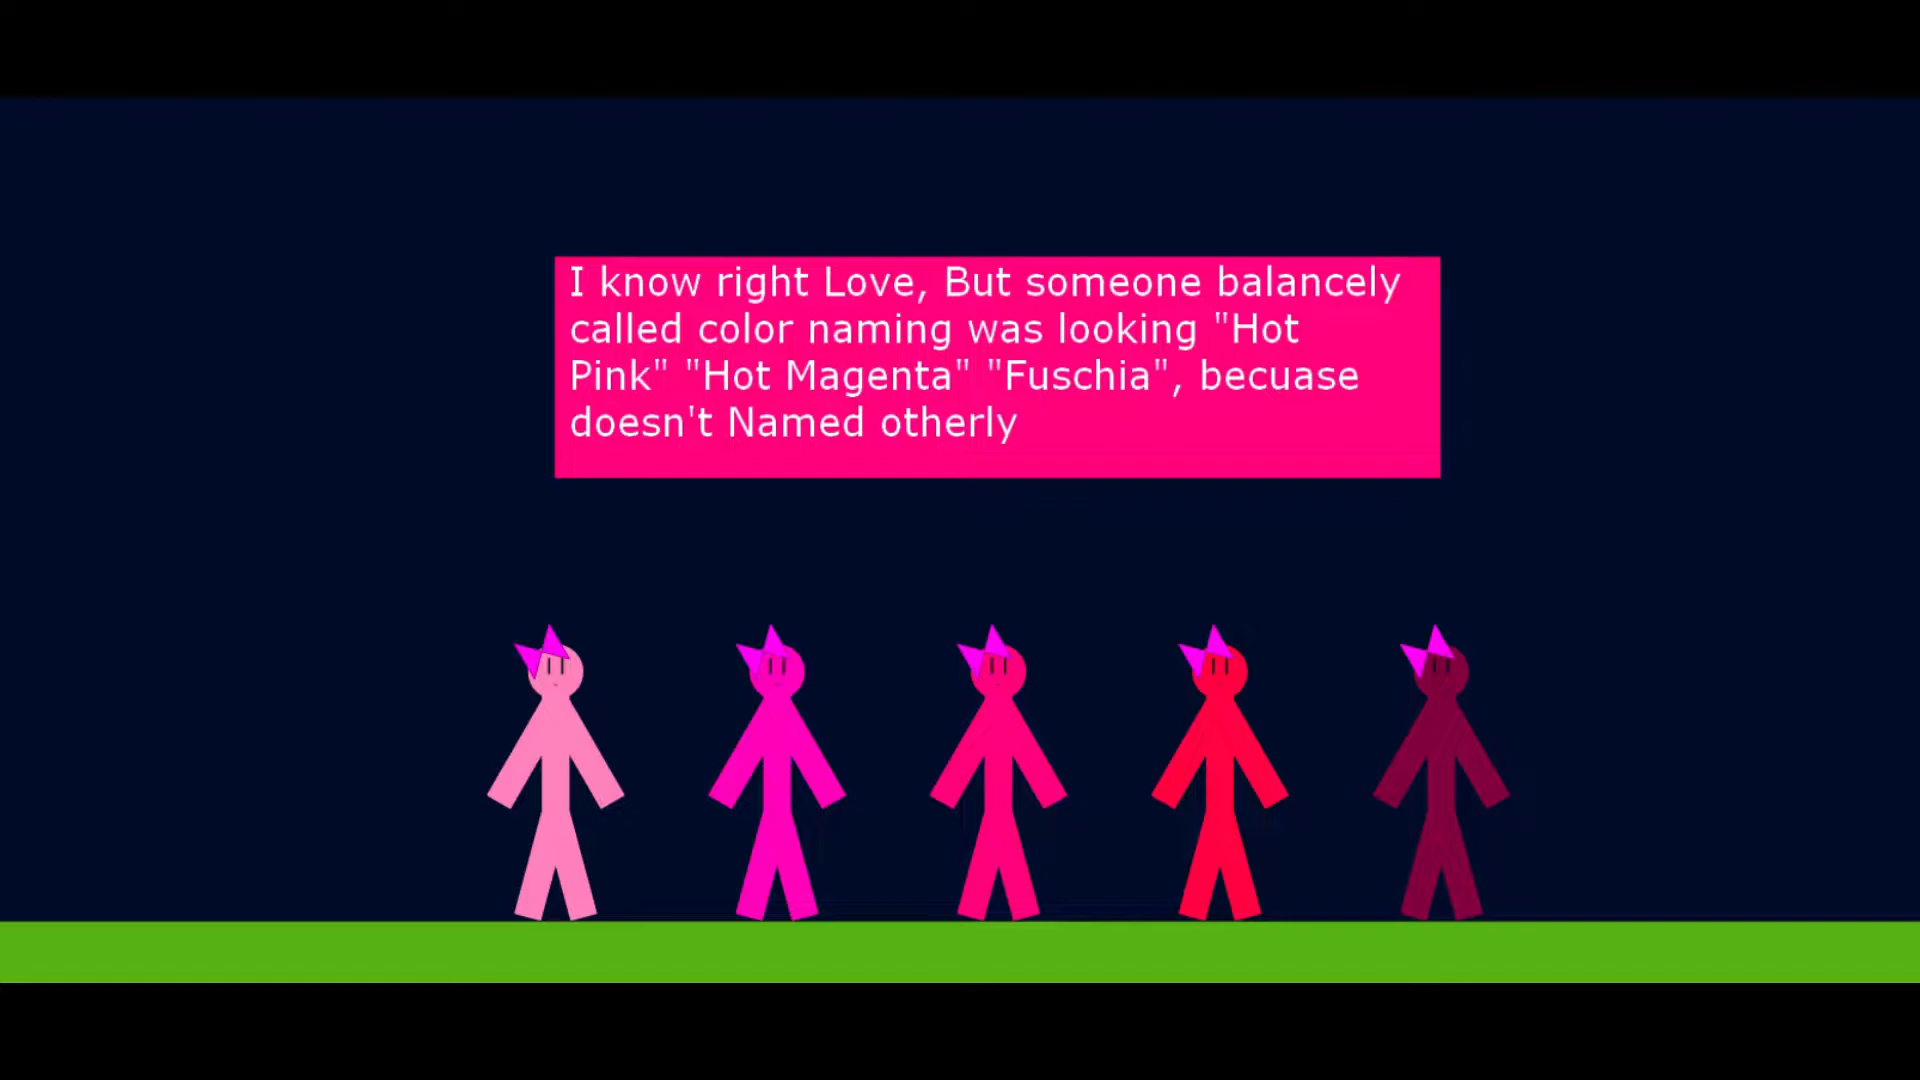 I know right Love, But someone balancely
called color naming was looking "Hot
Pink" "Hot Magenta" "Fuschia", becuase
doesn't Named otherly